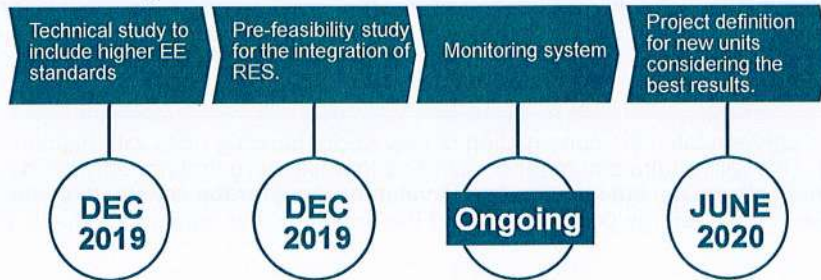 Technical study to
include higher EE
standards
Pre-feasibility study
for the integration of
RES.
Monitoring system
Project definition
for new units
considering the
best results.
DEC
2019
DEC
2019
Ongoing
JUNE
2020